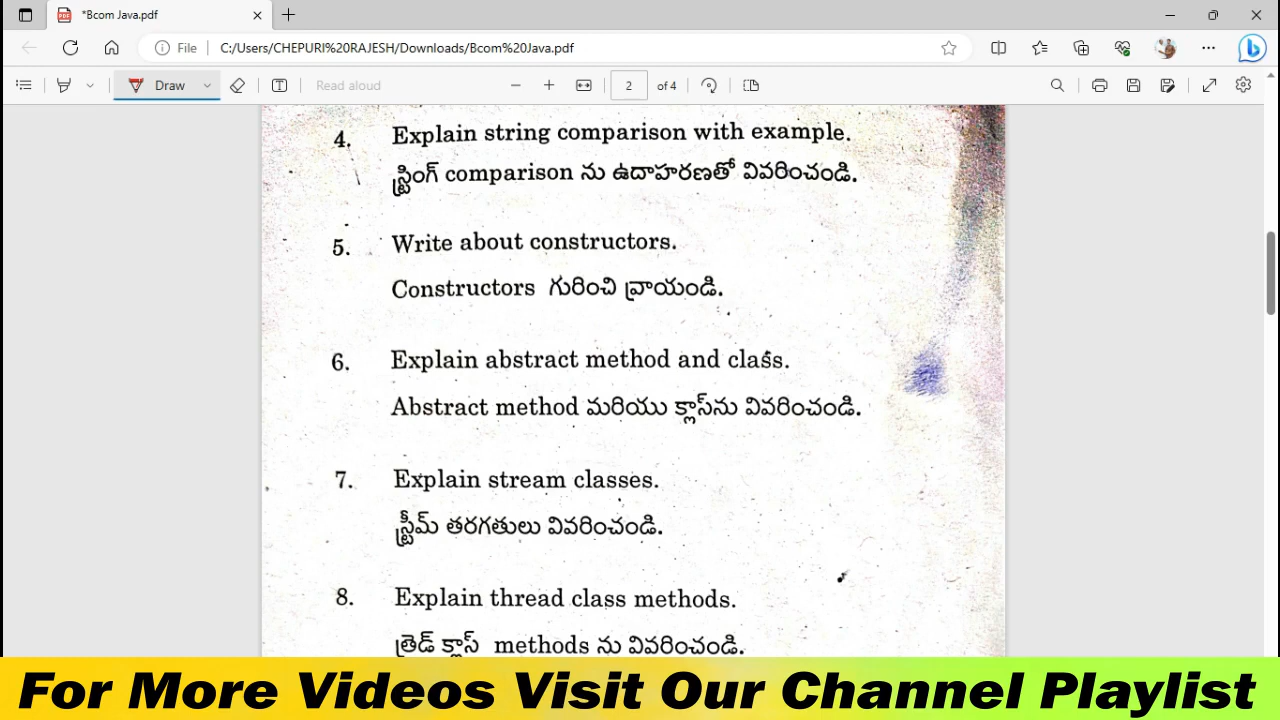 *Bcom Java.pdf
File C:/Users/CHEPURI%20RAJESH/Downloads/Bcom%20Java.pdf
Draw Read aloud 2 of 4
4. Explain string comparison with example.
స్ట్రింగ్ comparison ను ఉదాహరణతో వివరించండి.
5. Write about constructors.
Constructors గురించి వ్రాయండి.
6. Explain abstract method and class.
Abstract method మరియు క్లాస్‌ను వివరించండి.
7. Explain stream classes.
స్ట్రీమ్ తరగతులు వివరించండి.
8. Explain thread class methods.
త్రెడ్ క్లాస్ methods ను వివరించండి.
For More Videos Visit Our Channel Playlist